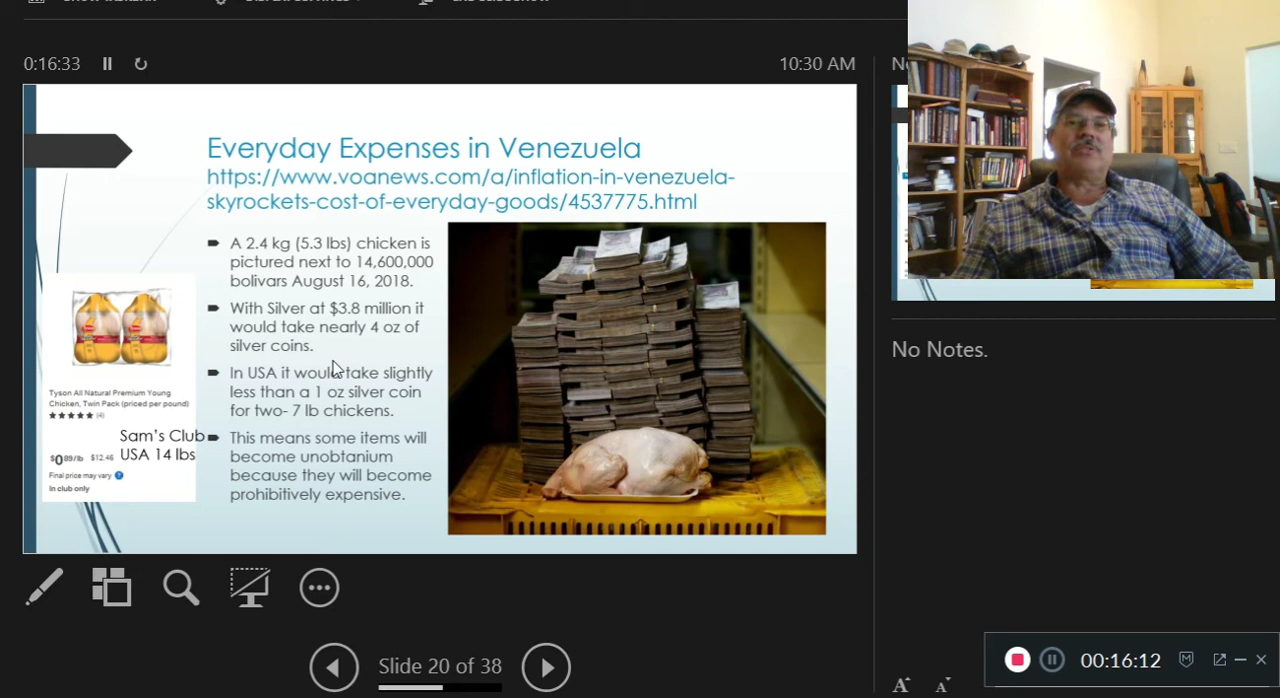 0:16:33
10:30 AM
Everyday Expenses in Venezuela
https://www.voanews.com/a/inflation-in-venezuela-
skyrockets-cost-of-everyday-goods/4537775.html
A 2.4 kg (5.3 lbs) chicken is
pictured next to 14,600,000
bolivars August 16, 2018.
With Silver at $3.8 million it
would take nearly 4 oz of
silver coins.
In USA it would take slightly
less than a 1 oz silver coin
for two- 7 lb chickens.
This means some items will
become unobtanium
because they will become
prohibitively expensive.
Tyson All Natural Premium Young
Chicken, Twin Pack (priced per pound)
(4)
Sam's Club
USA 14 lbs
$0 89/lb $12.46
Final price may vary ?
In club only
No Notes.
Slide 20 of 38
00:16:12
A A